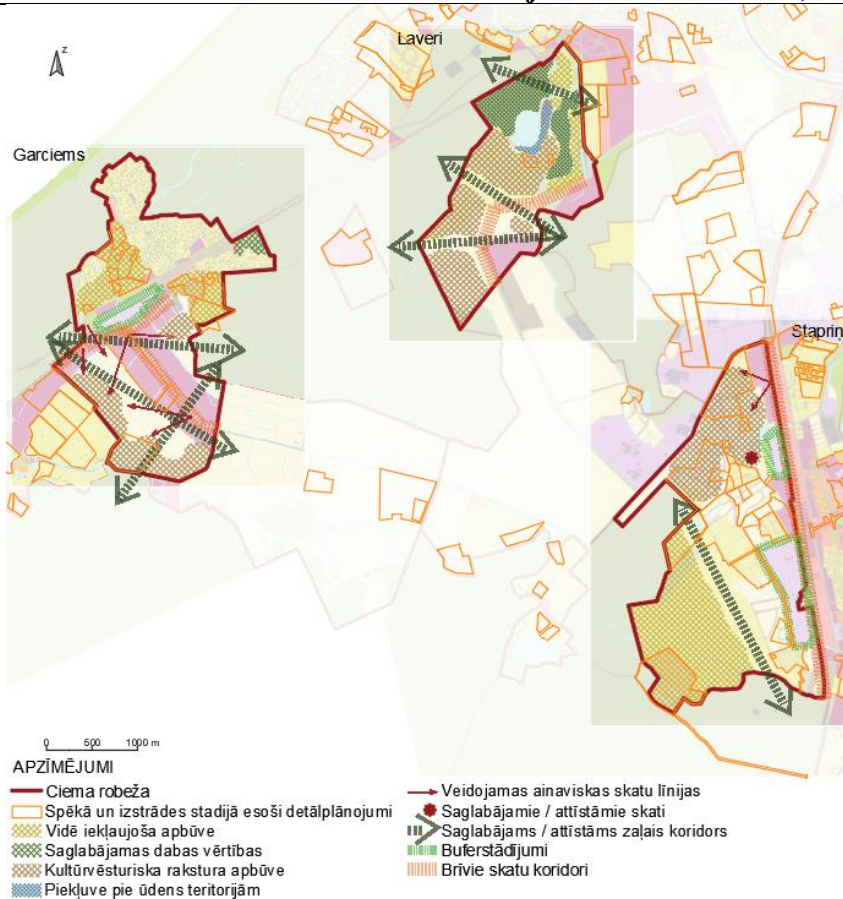 Laveri
z
Garciems
Stapriņ
0 500 1000 m
APZĪMĒJUMI
Ciema robeža
Spēkā un izstrādes stadijā esoši detālplānojumi
Vidē iekļaujoša apbūve
Saglabājamas dabas vērtības
Kultūrvēsturiska rakstura apbūve
Piekļuve pie ūdens teritorijām
Veidojamas ainaviskas skatu līnijas
Saglabājamie / attīstāmie skati
Saglabājams / attīstāms zaļais koridors
Buferstādījumi
Brīvie skatu koridori